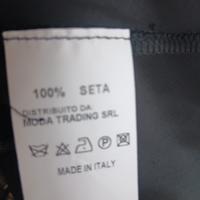 100% SETA
DISTRIBUITO DA:
MODA TRADING SRL
MADE IN ITALY